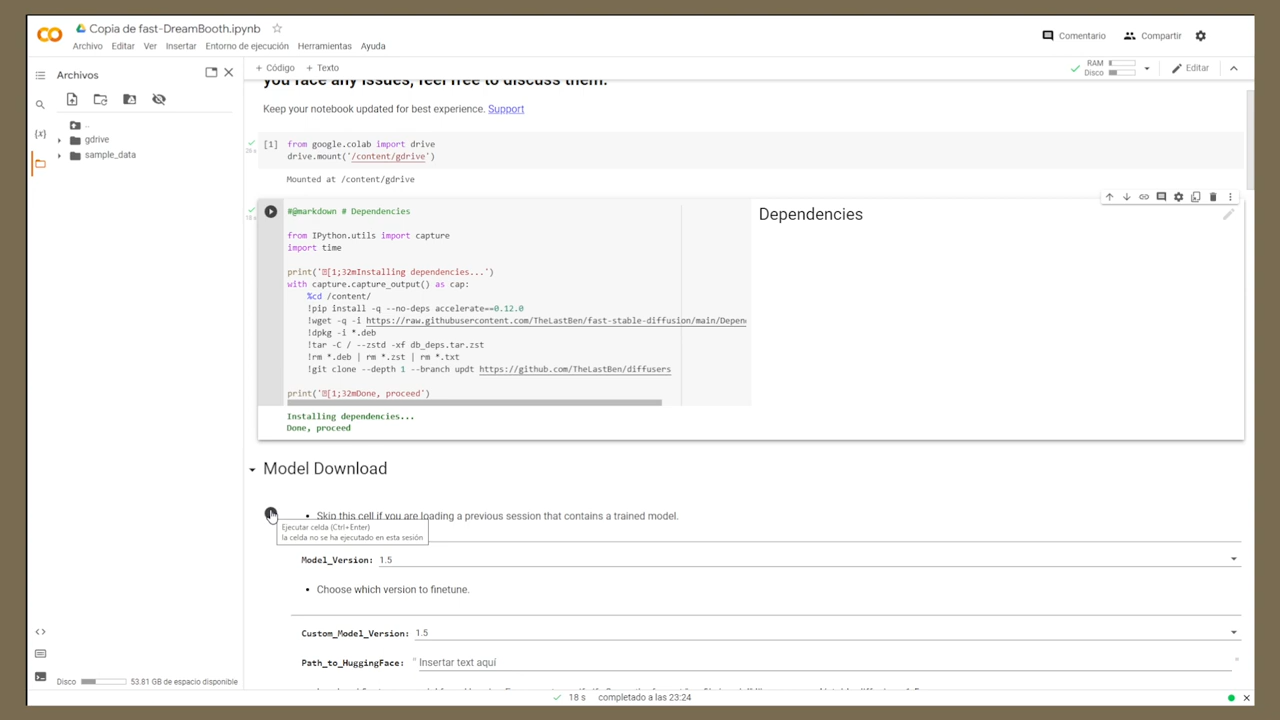 Copia de fast-DreamBooth.ipynb
Archivo Editar Ver Insertar Entorno de ejecución Herramientas Ayuda
Comentario
Compartir
Archivos
+ Código + Texto
RAM
Disco
Editar
you face any issues, feel free to discuss them.
Keep your notebook updated for best experience. Support
..
gdrive
sample_data
[1]
28 s
from google.colab import drive
drive.mount('/content/gdrive')
Mounted at /content/gdrive
18 s
#@markdown # Dependencies
Dependencies
from IPython.utils import capture
import time
print('[1;32mInstalling dependencies...')
with capture.capture_output() as cap:
%cd /content/
!pip install -q --no-deps accelerate==0.12.0
!wget -q -i https://raw.githubusercontent.com/TheLastBen/fast-stable-diffusion/main/Depen
!dpkg -i *.deb
!tar -C / --zstd -xf db_deps.tar.zst
!rm *.deb | rm *.zst | rm *.txt
!git clone --depth 1 --branch updt https://github.com/TheLastBen/diffusers
print('[1;32mDone, proceed')
Installing dependencies...
Done, proceed
Model Download
Skip this cell if you are loading a previous session that contains a trained model.
Ejecutar celda (Ctrl+Enter)
la celda no se ha ejecutado en esta sesión
Model_Version: 1.5
Choose which version to finetune.
Custom_Model_Version: 1.5
Path_to_HuggingFace: " Insertar texto aquí "
Disco
53.81 GB de espacio disponible
18 s completado a las 23:24